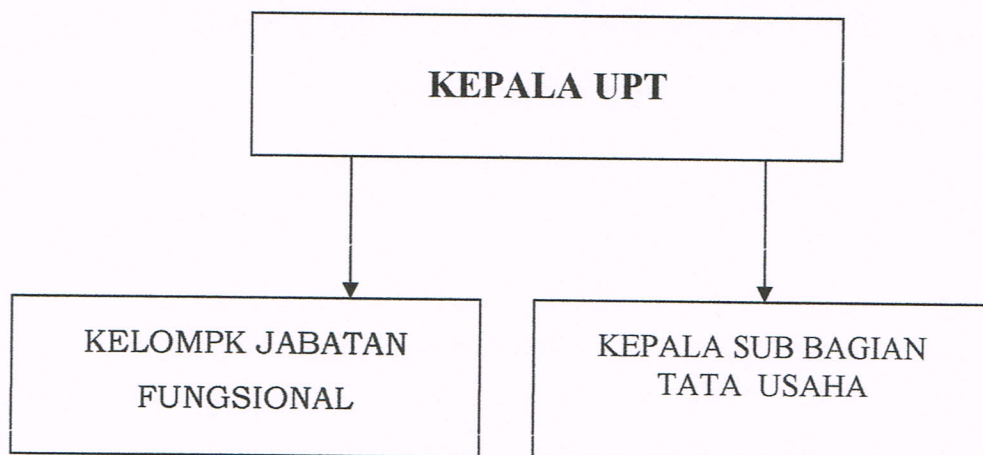 KEPALA UPT
KELOMPK JABATAN
FUNGSIONAL
KEPALA SUB BAGIAN
TATA USAHA